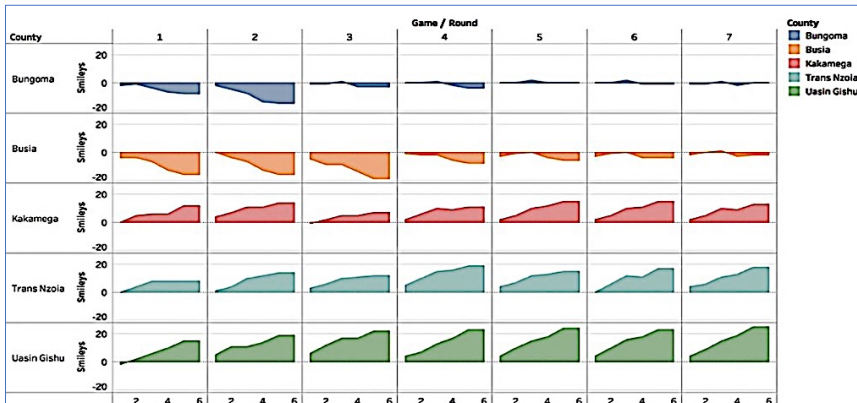 Game / Round
County 1 2 3 4 5 6 7
Bungoma Smileys 20 0 -20
Busia Smileys 20 0 -20
Kakamega Smileys 20 0 -20
Trans Nzoia Smileys 20 0 -20
Uasin Gishu Smileys 20 0 -20
2 4 6 2 4 6 2 4 6 2 4 6 2 4 6 2 4 6 2 4 6
County
Bungoma
Busia
Kakamega
Trans Nzoia
Uasin Gishu